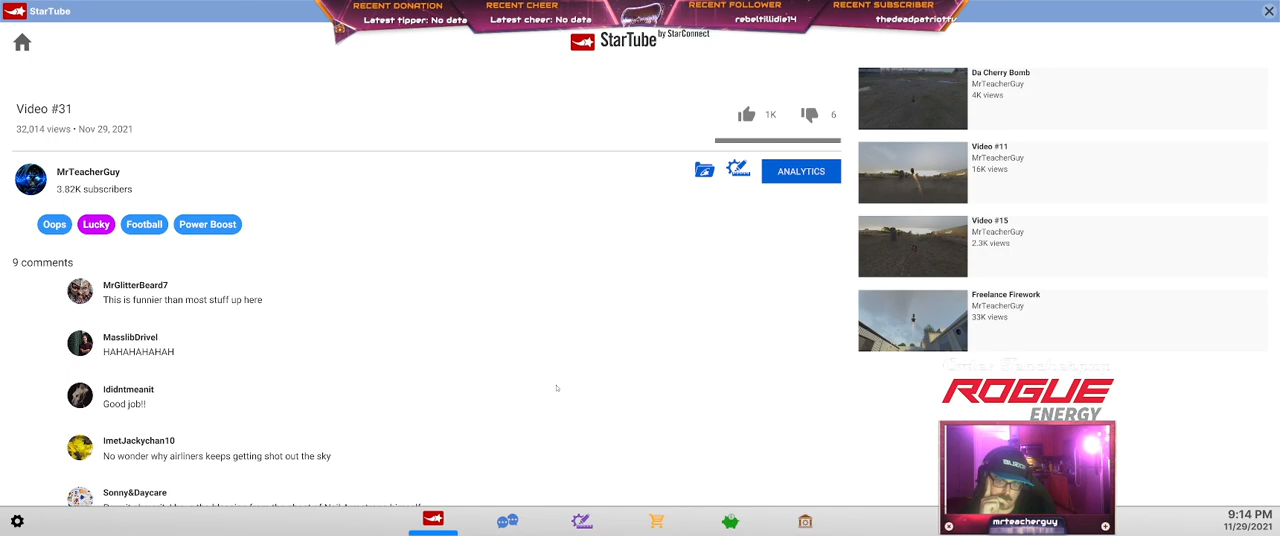 StarTube
RECENT DONATION
Latest tipper: No data
RECENT CHEER
Latest cheer: No data
RECENT FOLLOWER
rebeltillidie14
RECENT SUBSCRIBER
thedeadpatriotty
StarTube by StarConnect
Video #31
32,014 views • Nov 29, 2021
1K
6
MrTeacherGuy
3.82K subscribers
ANALYTICS
Oops
Lucky
Football
Power Boost
9 comments
MrGlitterBeard7
This is funnier than most stuff up here
MasslibDrivel
HAHAHAHAHAH
Ididntmeanit
Good job!!
ImetJackychan10
No wonder why airliners keeps getting shot out the sky
Sonny&Daycare
Da Cherry Bomb
MrTeacherGuy
4K views
Video #11
MrTeacherGuy
16K views
Video #15
MrTeacherGuy
2.3K views
Freelance Firework
MrTeacherGuy
33K views
ROGUE
ENERGY
mrteacherguy
9:14 PM
11/29/2021